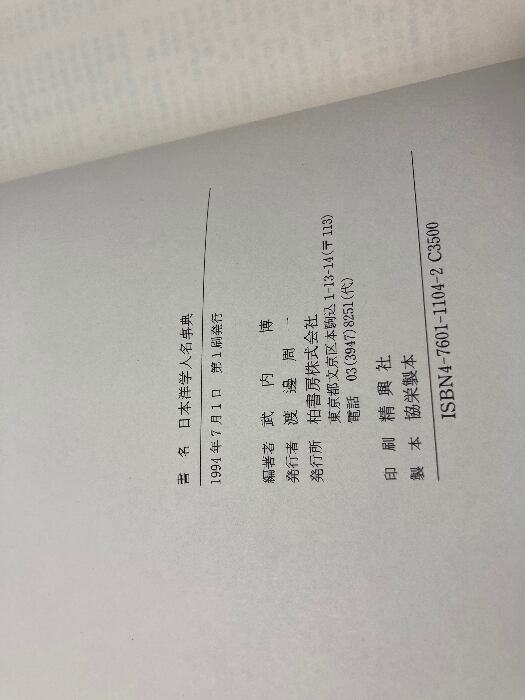 書名 日本洋学人名事典
1994年7月1日 第1刷発行
編著者 武内博
発行者 渡邊周一
発行所 柏書房株式会社
東京都文京区本駒込1-13-14(〒113)
電話 03(3947)8251(代)
印刷 精興社
製本 協栄製本
ISBN4-7601-1104-2 C3500